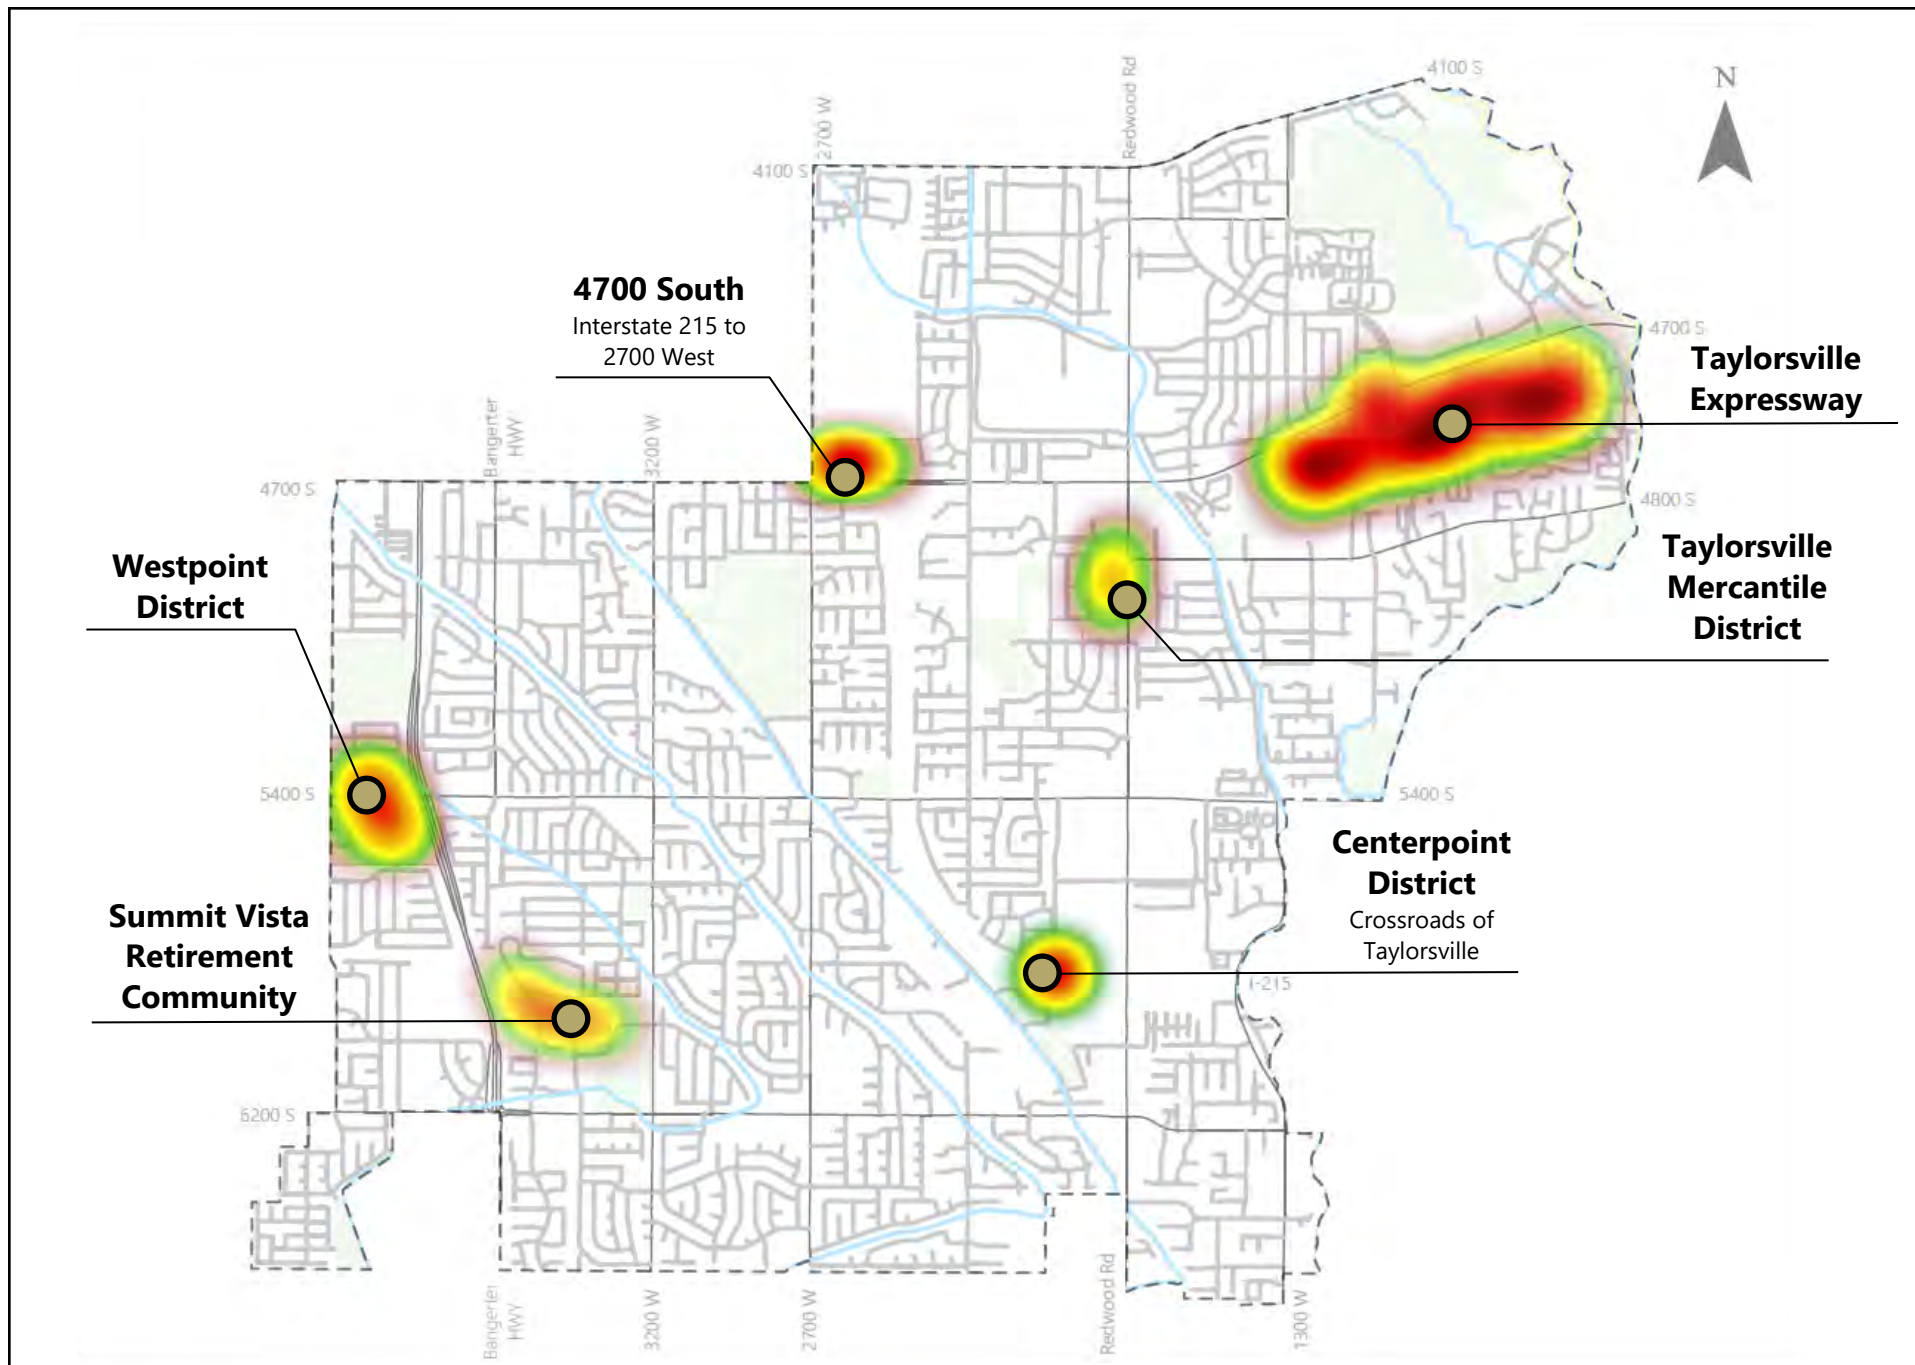 4100 S
N
Redwood Rd
2700 W
4100 S
4700 South
Interstate 215 to
2700 West
4700 S
Taylorsville
Expressway
Bangerter
HWY
3200 W
4700 S
4800 S
Taylorsville
Mercantile
District
Westpoint
District
5400 S
5400 S
Centerpoint
District
Crossroads of
Taylorsville
Summit Vista
Retirement
Community
I-215
6200 S
Bangerter
HWY
3200 W
2700 W
Redwood Rd
1300 W